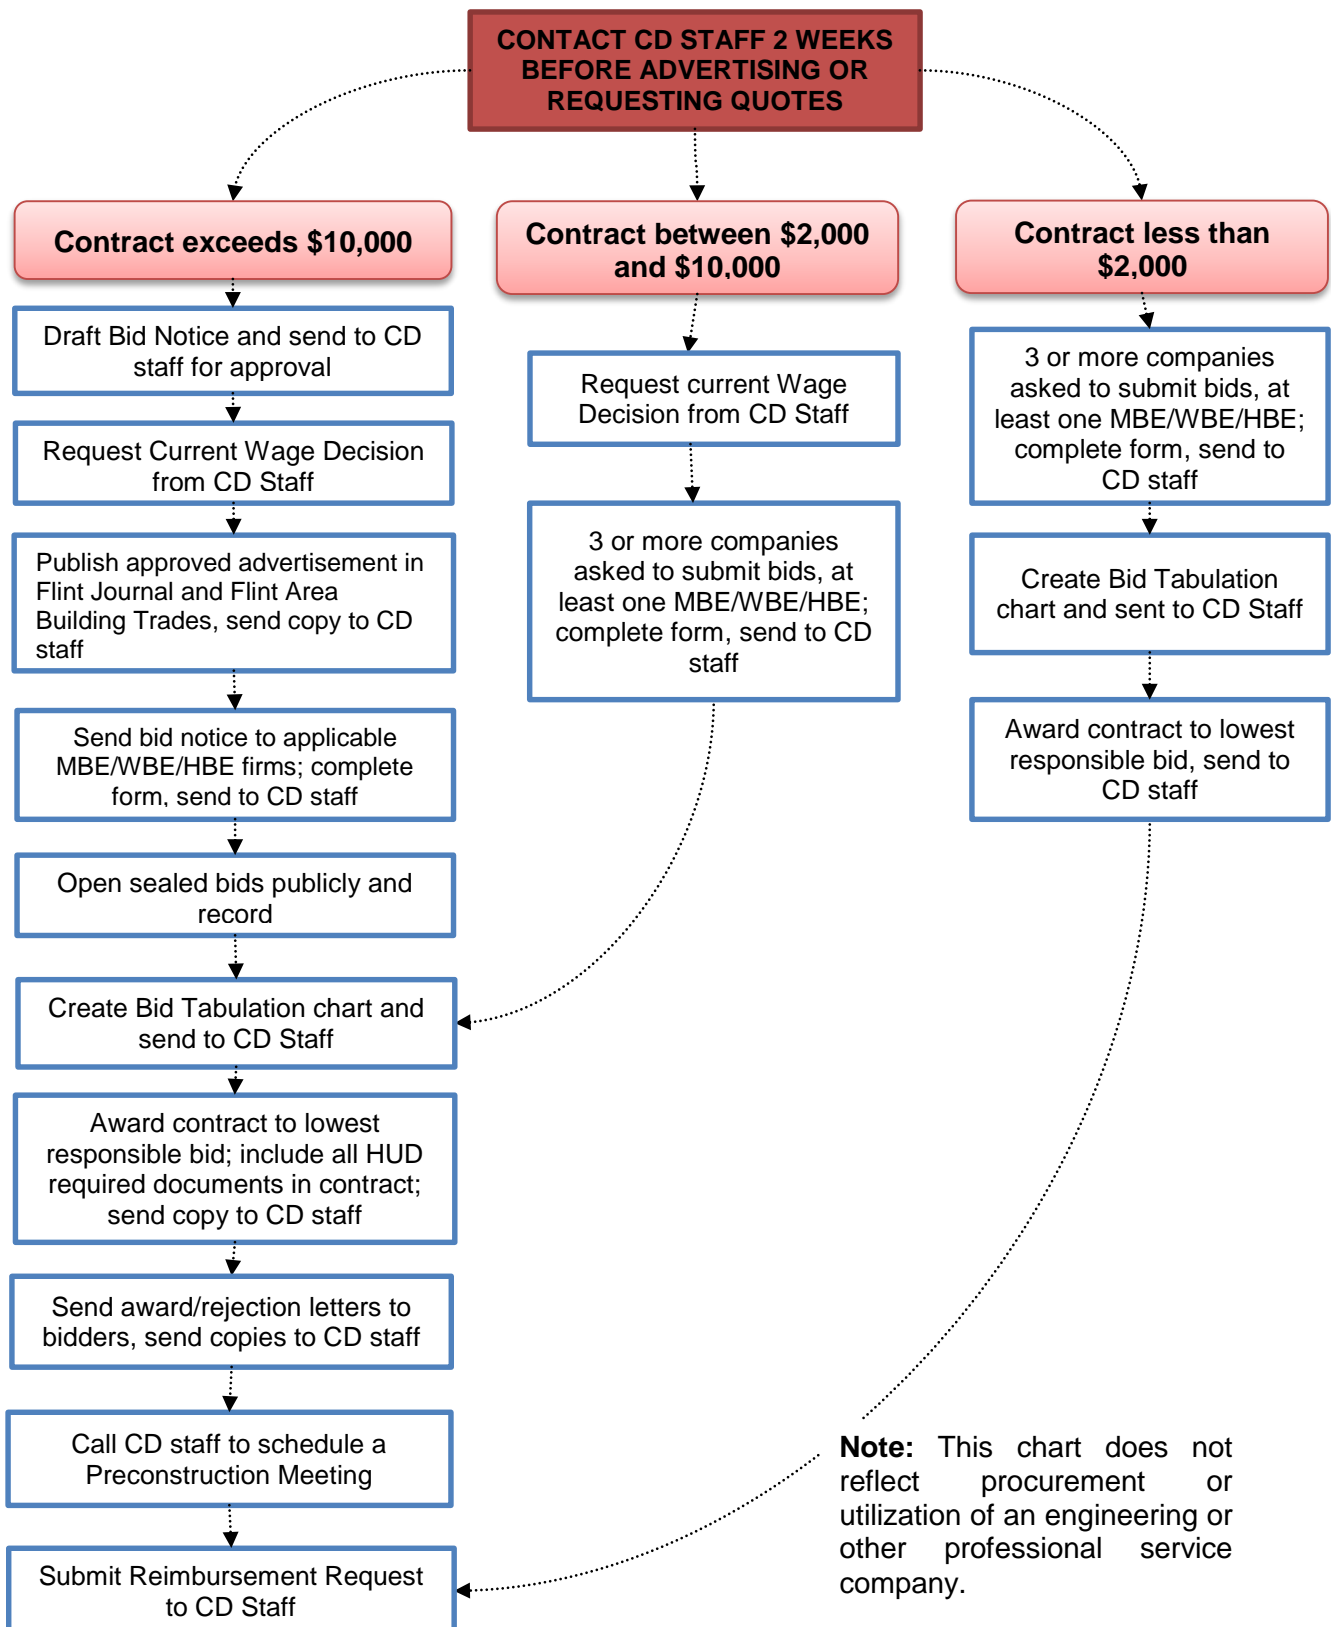 CONTACT CD STAFF 2 WEEKS
BEFORE ADVERTISING OR
REQUESTING QUOTES
Contract exceeds $10,000
Draft Bid Notice and send to CD
staff for approval
Request Current Wage Decision
from CD Staff
Publish approved advertisement in
Flint Journal and Flint Area
Building Trades, send copy to CD
staff
Send bid notice to applicable
MBE/WBE/HBE firms; complete
form, send to CD staff
Open sealed bids publicly and
record
Create Bid Tabulation chart and
send to CD Staff
Award contract to lowest
responsible bid; include all HUD
required documents in contract;
send copy to CD staff
Send award/rejection letters to
bidders, send copies to CD staff
Call CD staff to schedule a
Preconstruction Meeting
Submit Reimbursement Request
to CD Staff
Contract between $2,000
and $10,000
Request current Wage
Decision from CD Staff
3 or more companies
asked to submit bids, at
least one MBE/WBE/HBE;
complete form, send to CD
staff
Contract less than
$2,000
3 or more companies
asked to submit bids, at
least one MBE/WBE/HBE;
complete form, send to
CD staff
Create Bid Tabulation
chart and sent to CD Staff
Award contract to lowest
responsible bid, send to
CD staff
Note: This chart does not
reflect procurement or
utilization of an engineering or
other professional service
company.